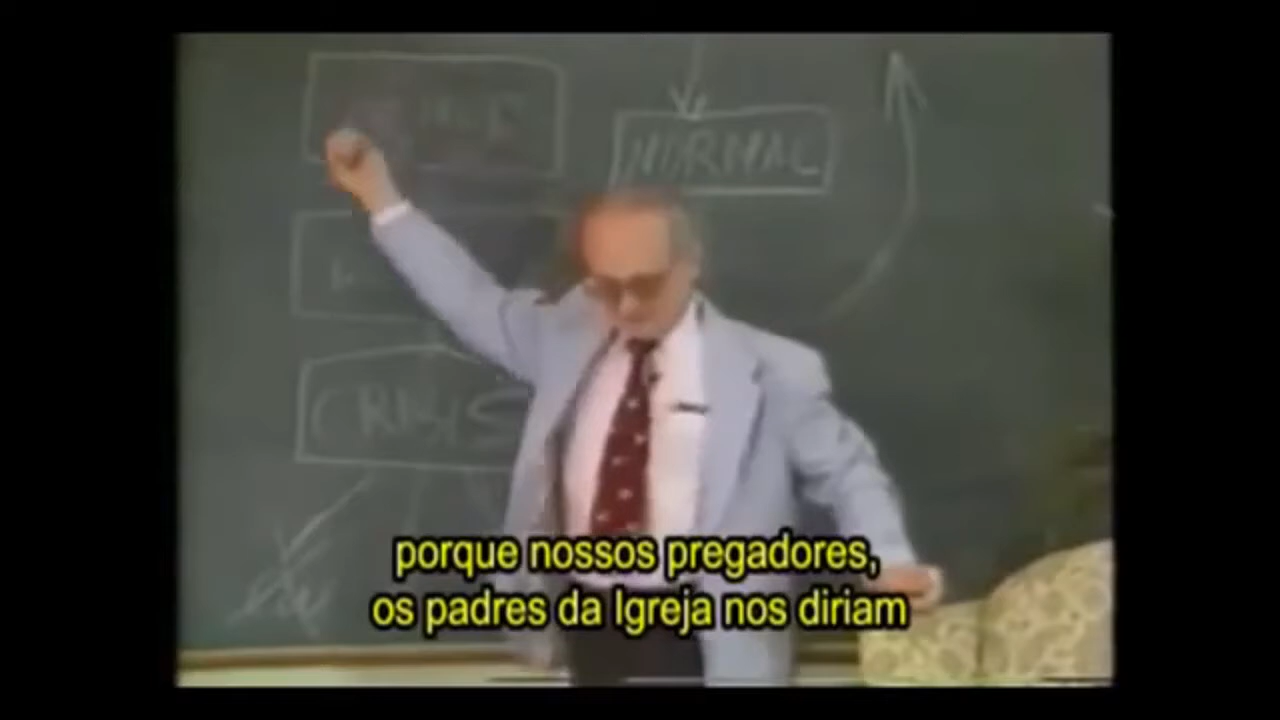 NORMAL
CRISIS
porque nossos pregadores,
os padres da Igreja nos diriam